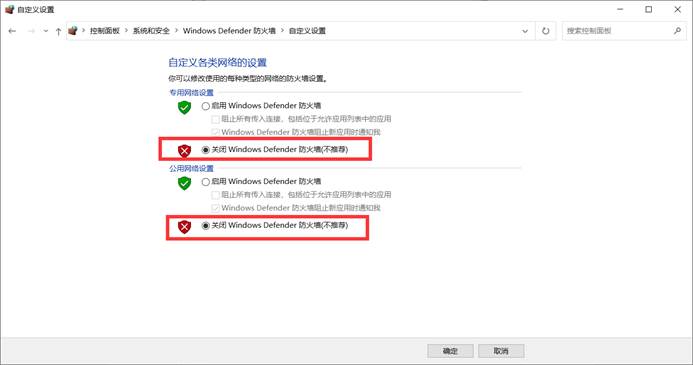 自定义设置
控制面板 > 系统和安全 > Windows Defender 防火墙 > 自定义设置
搜索控制面板
自定义各类网络的设置
你可以修改使用的每种类型的网络的防火墙设置。
专用网络设置
启用 Windows Defender 防火墙
阻止所有传入连接，包括位于允许应用列表中的应用
Windows Defender 防火墙阻止新应用时通知我
关闭 Windows Defender 防火墙(不推荐)
公用网络设置
启用 Windows Defender 防火墙
阻止所有传入连接，包括位于允许应用列表中的应用
Windows Defender 防火墙阻止新应用时通知我
关闭 Windows Defender 防火墙(不推荐)
确定
取消